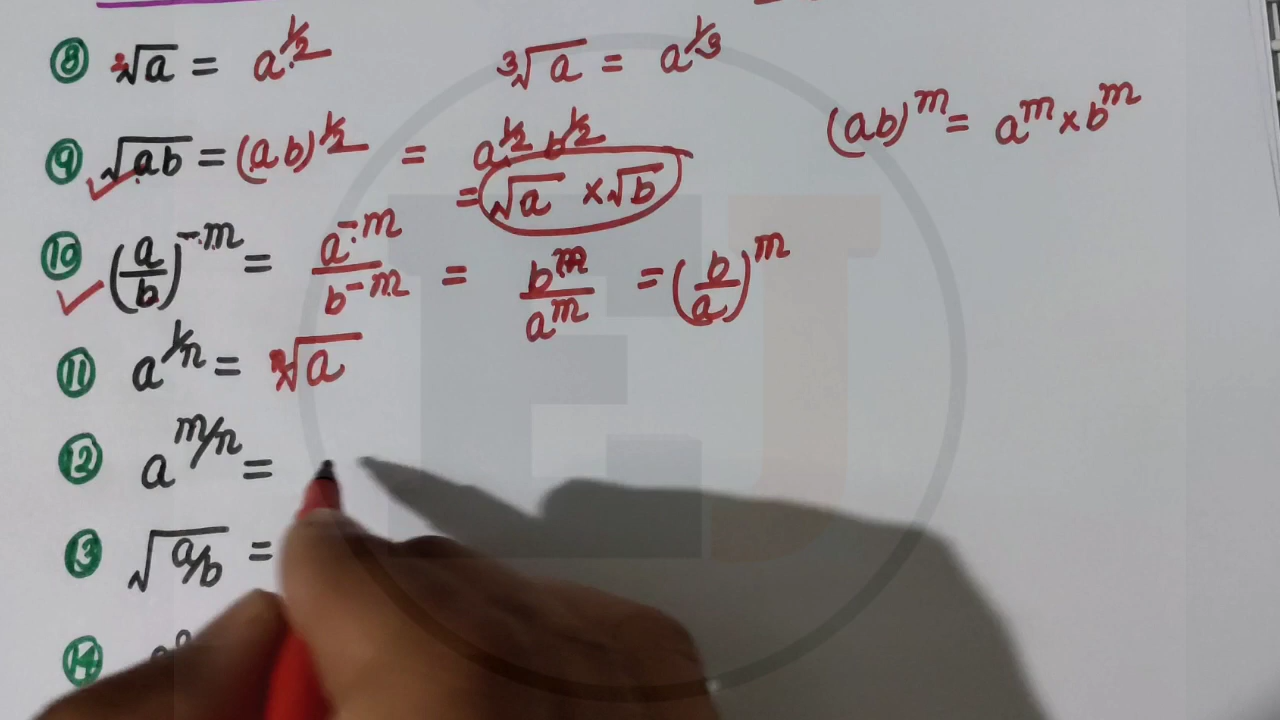 ⑧ ²√a = a^1/2    ³√a = a^1/3
(ab)^m = a^m × b^m
⑨ √ab = (ab)^1/2 = a^1/2 b^1/2
= √a × √b
⑩ (a/b)^-m = a^-m/b^-m = b^m/a^m = (b/a)^m
⑪ a^1/n = ⁿ√a
⑫ a^m/n =
⑬ √a/b =
⑭
EJ